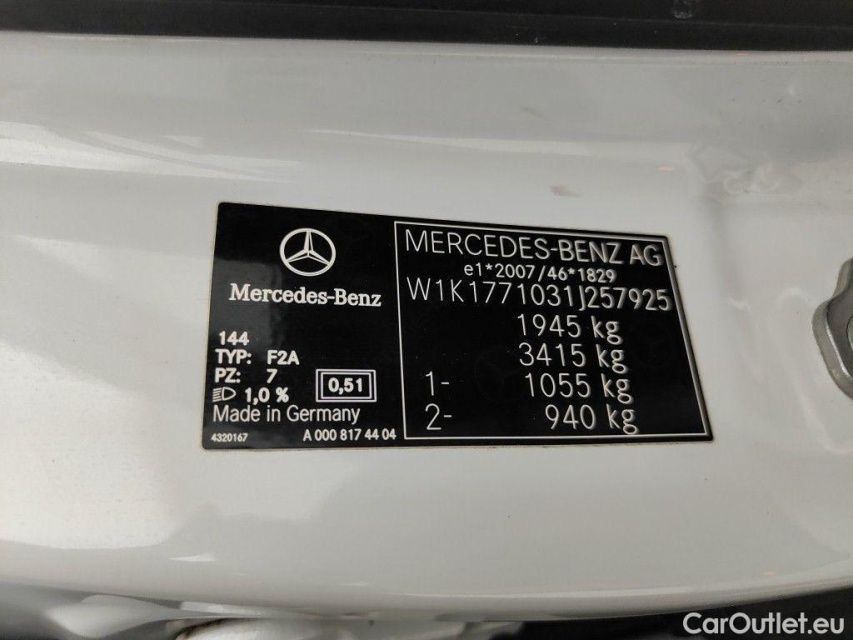 Mercedes-Benz
144
TYP: F2A
PZ: 7
1,0 %
0,51
Made in Germany
4320167 A 000 817 44 04
MERCEDES-BENZ AG
e1*2007/46*1829
W1K1771031J257925
1945 kg
3415 kg
1- 1055 kg
2- 940 kg
CarOutlet.eu